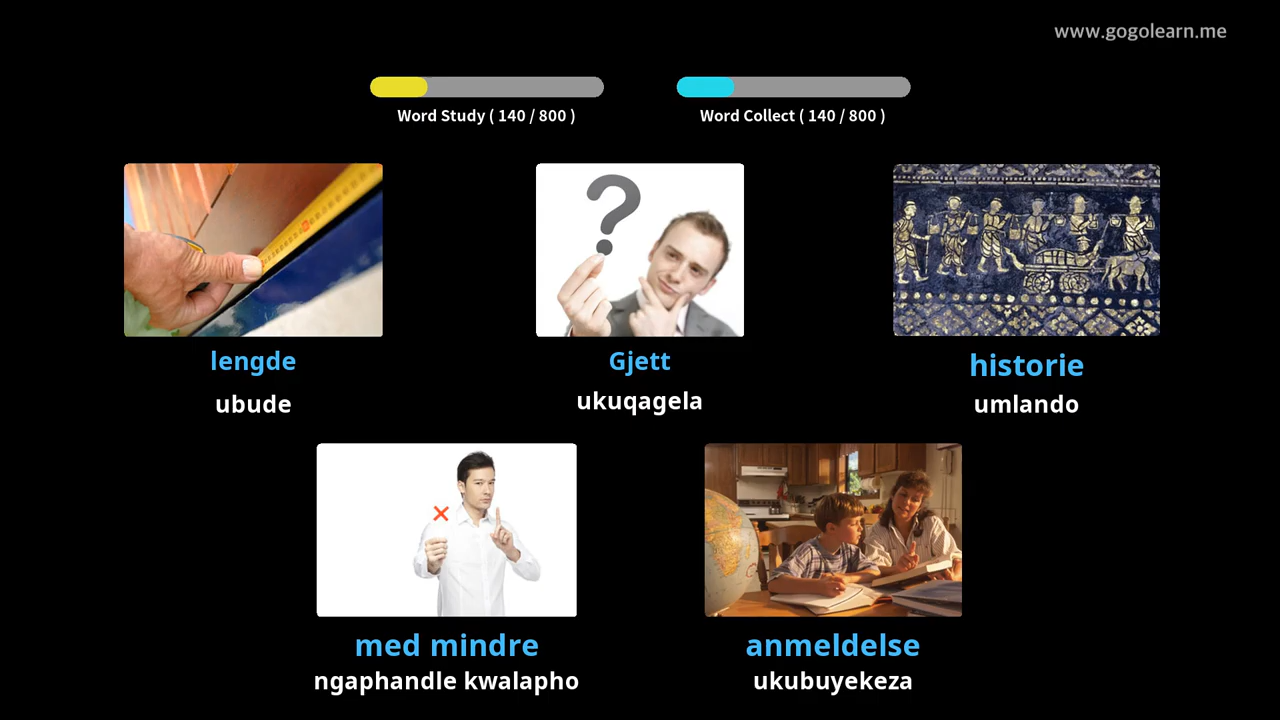 www.gogolearn.me
Word Study ( 140 / 800 )
Word Collect ( 140 / 800 )
lengde
ubude
Gjett
ukuqagela
historie
umlando
med mindre
ngaphandle kwalapho
anmeldelse
ukubuyekeza